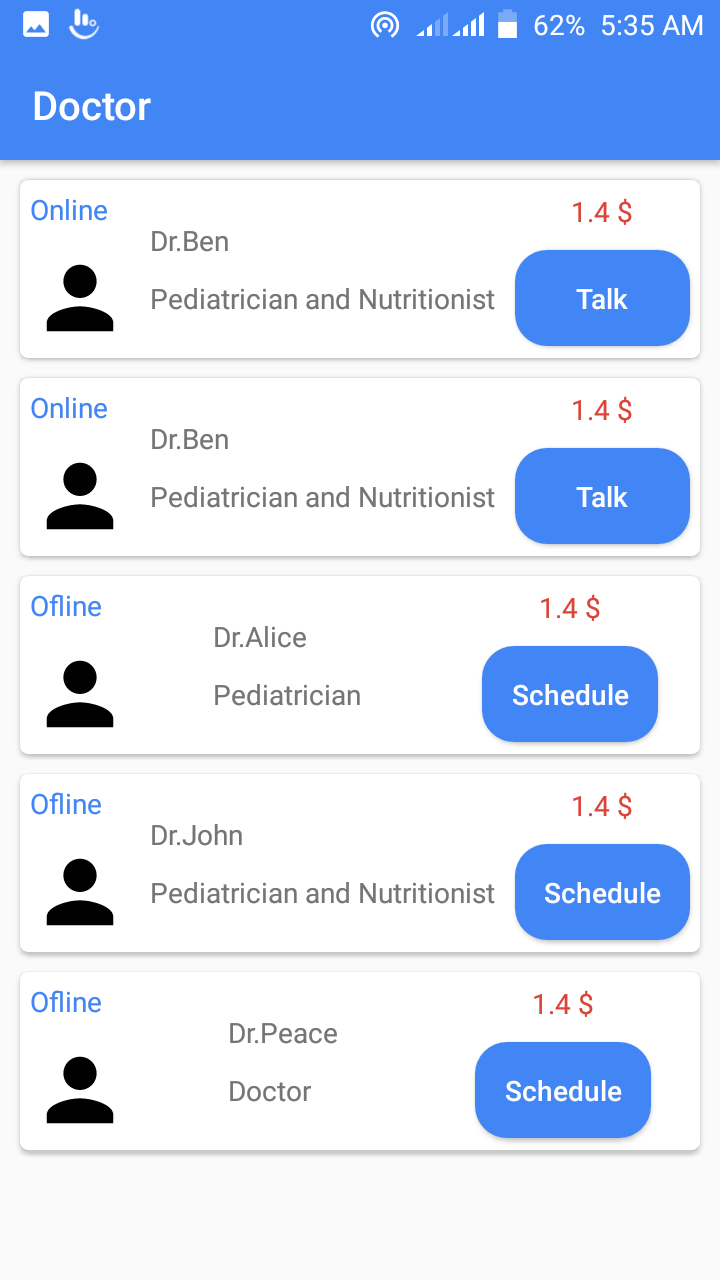 62% 5:35 AM
Doctor
Online
1.4 $
Dr.Ben
Pediatrician and Nutritionist
Talk
Online
1.4 $
Dr.Ben
Pediatrician and Nutritionist
Talk
Ofline
1.4 $
Dr.Alice
Pediatrician
Schedule
Ofline
1.4 $
Dr.John
Pediatrician and Nutritionist
Schedule
Ofline
1.4 $
Dr.Peace
Doctor
Schedule